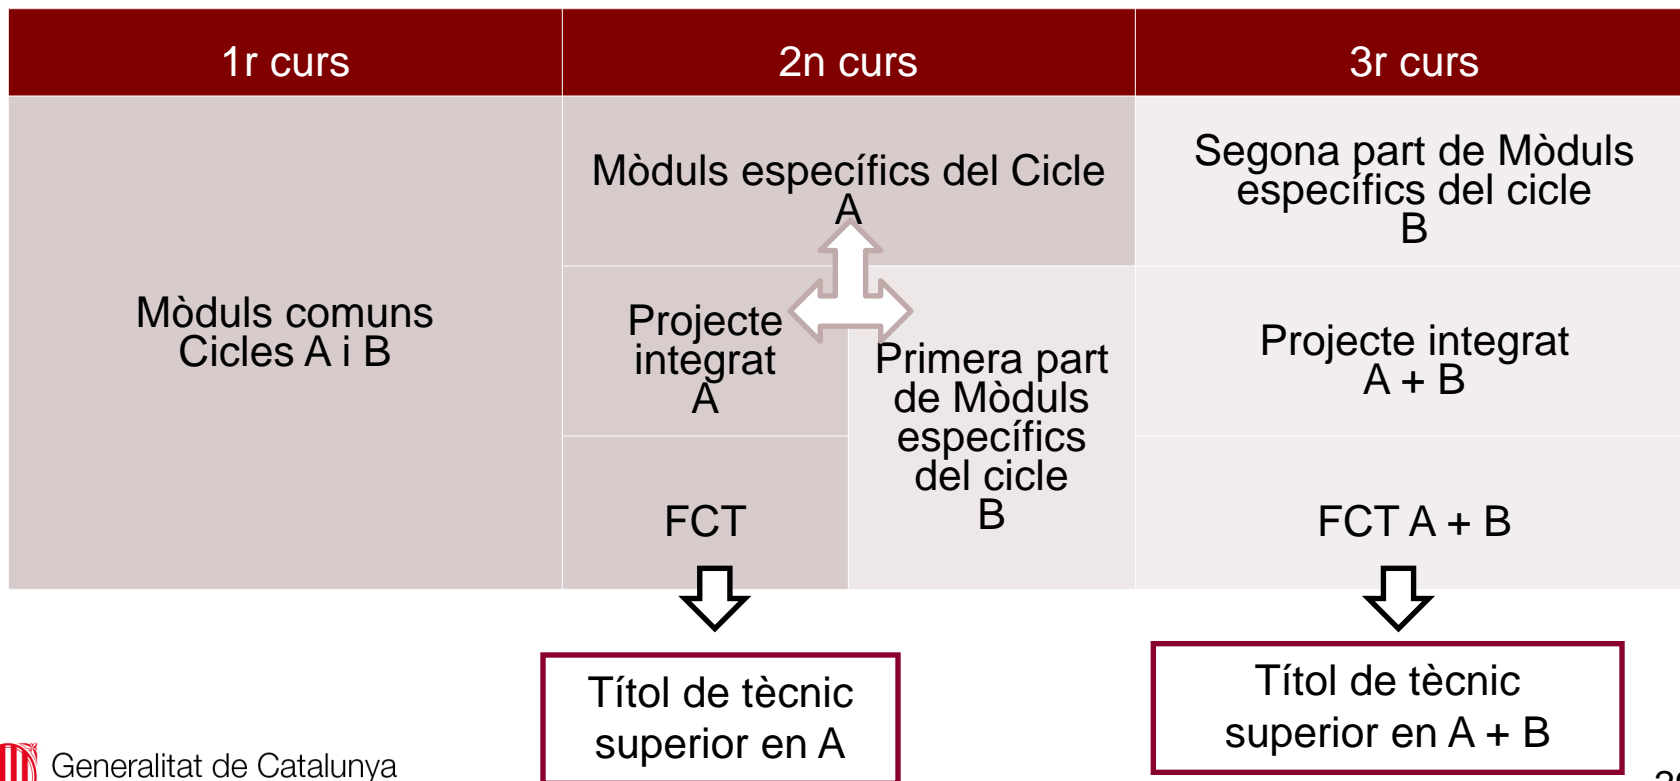 1r curs
2n curs
3r curs
Mòduls comuns
Cicles A i B
Mòduls específics del Cicle
A
Projecte
integrat
A
FCT
Primera part
de Mòduls
específics
del cicle
B
Segona part de Mòduls
específics del cicle
B
Projecte integrat
A + B
FCT A + B
Títol de tècnic
superior en A
Títol de tècnic
superior en A + B
Generalitat de Catalunya